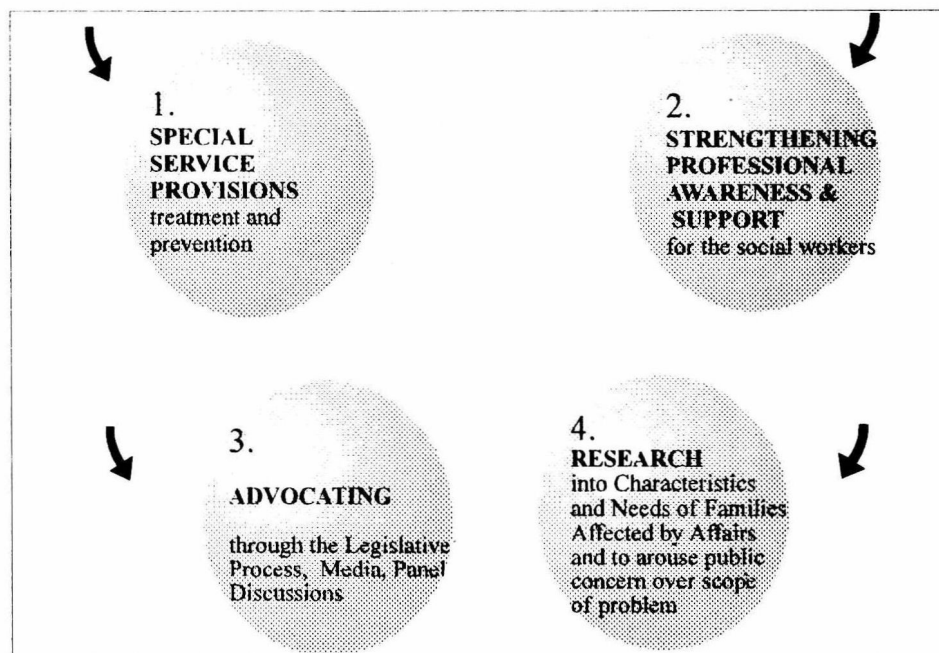 1.
SPECIAL
SERVICE
PROVISIONS
treatment and
prevention
2.
STRENGTHENING
PROFESSIONAL
AWARENESS &
SUPPORT
for the social workers
3.
ADVOCATING
through the Legislative
Process, Media, Panel
Discussions
4.
RESEARCH
into Characteristics
and Needs of Families
Affected by Affairs
and to arouse public
concern over scope
of problem